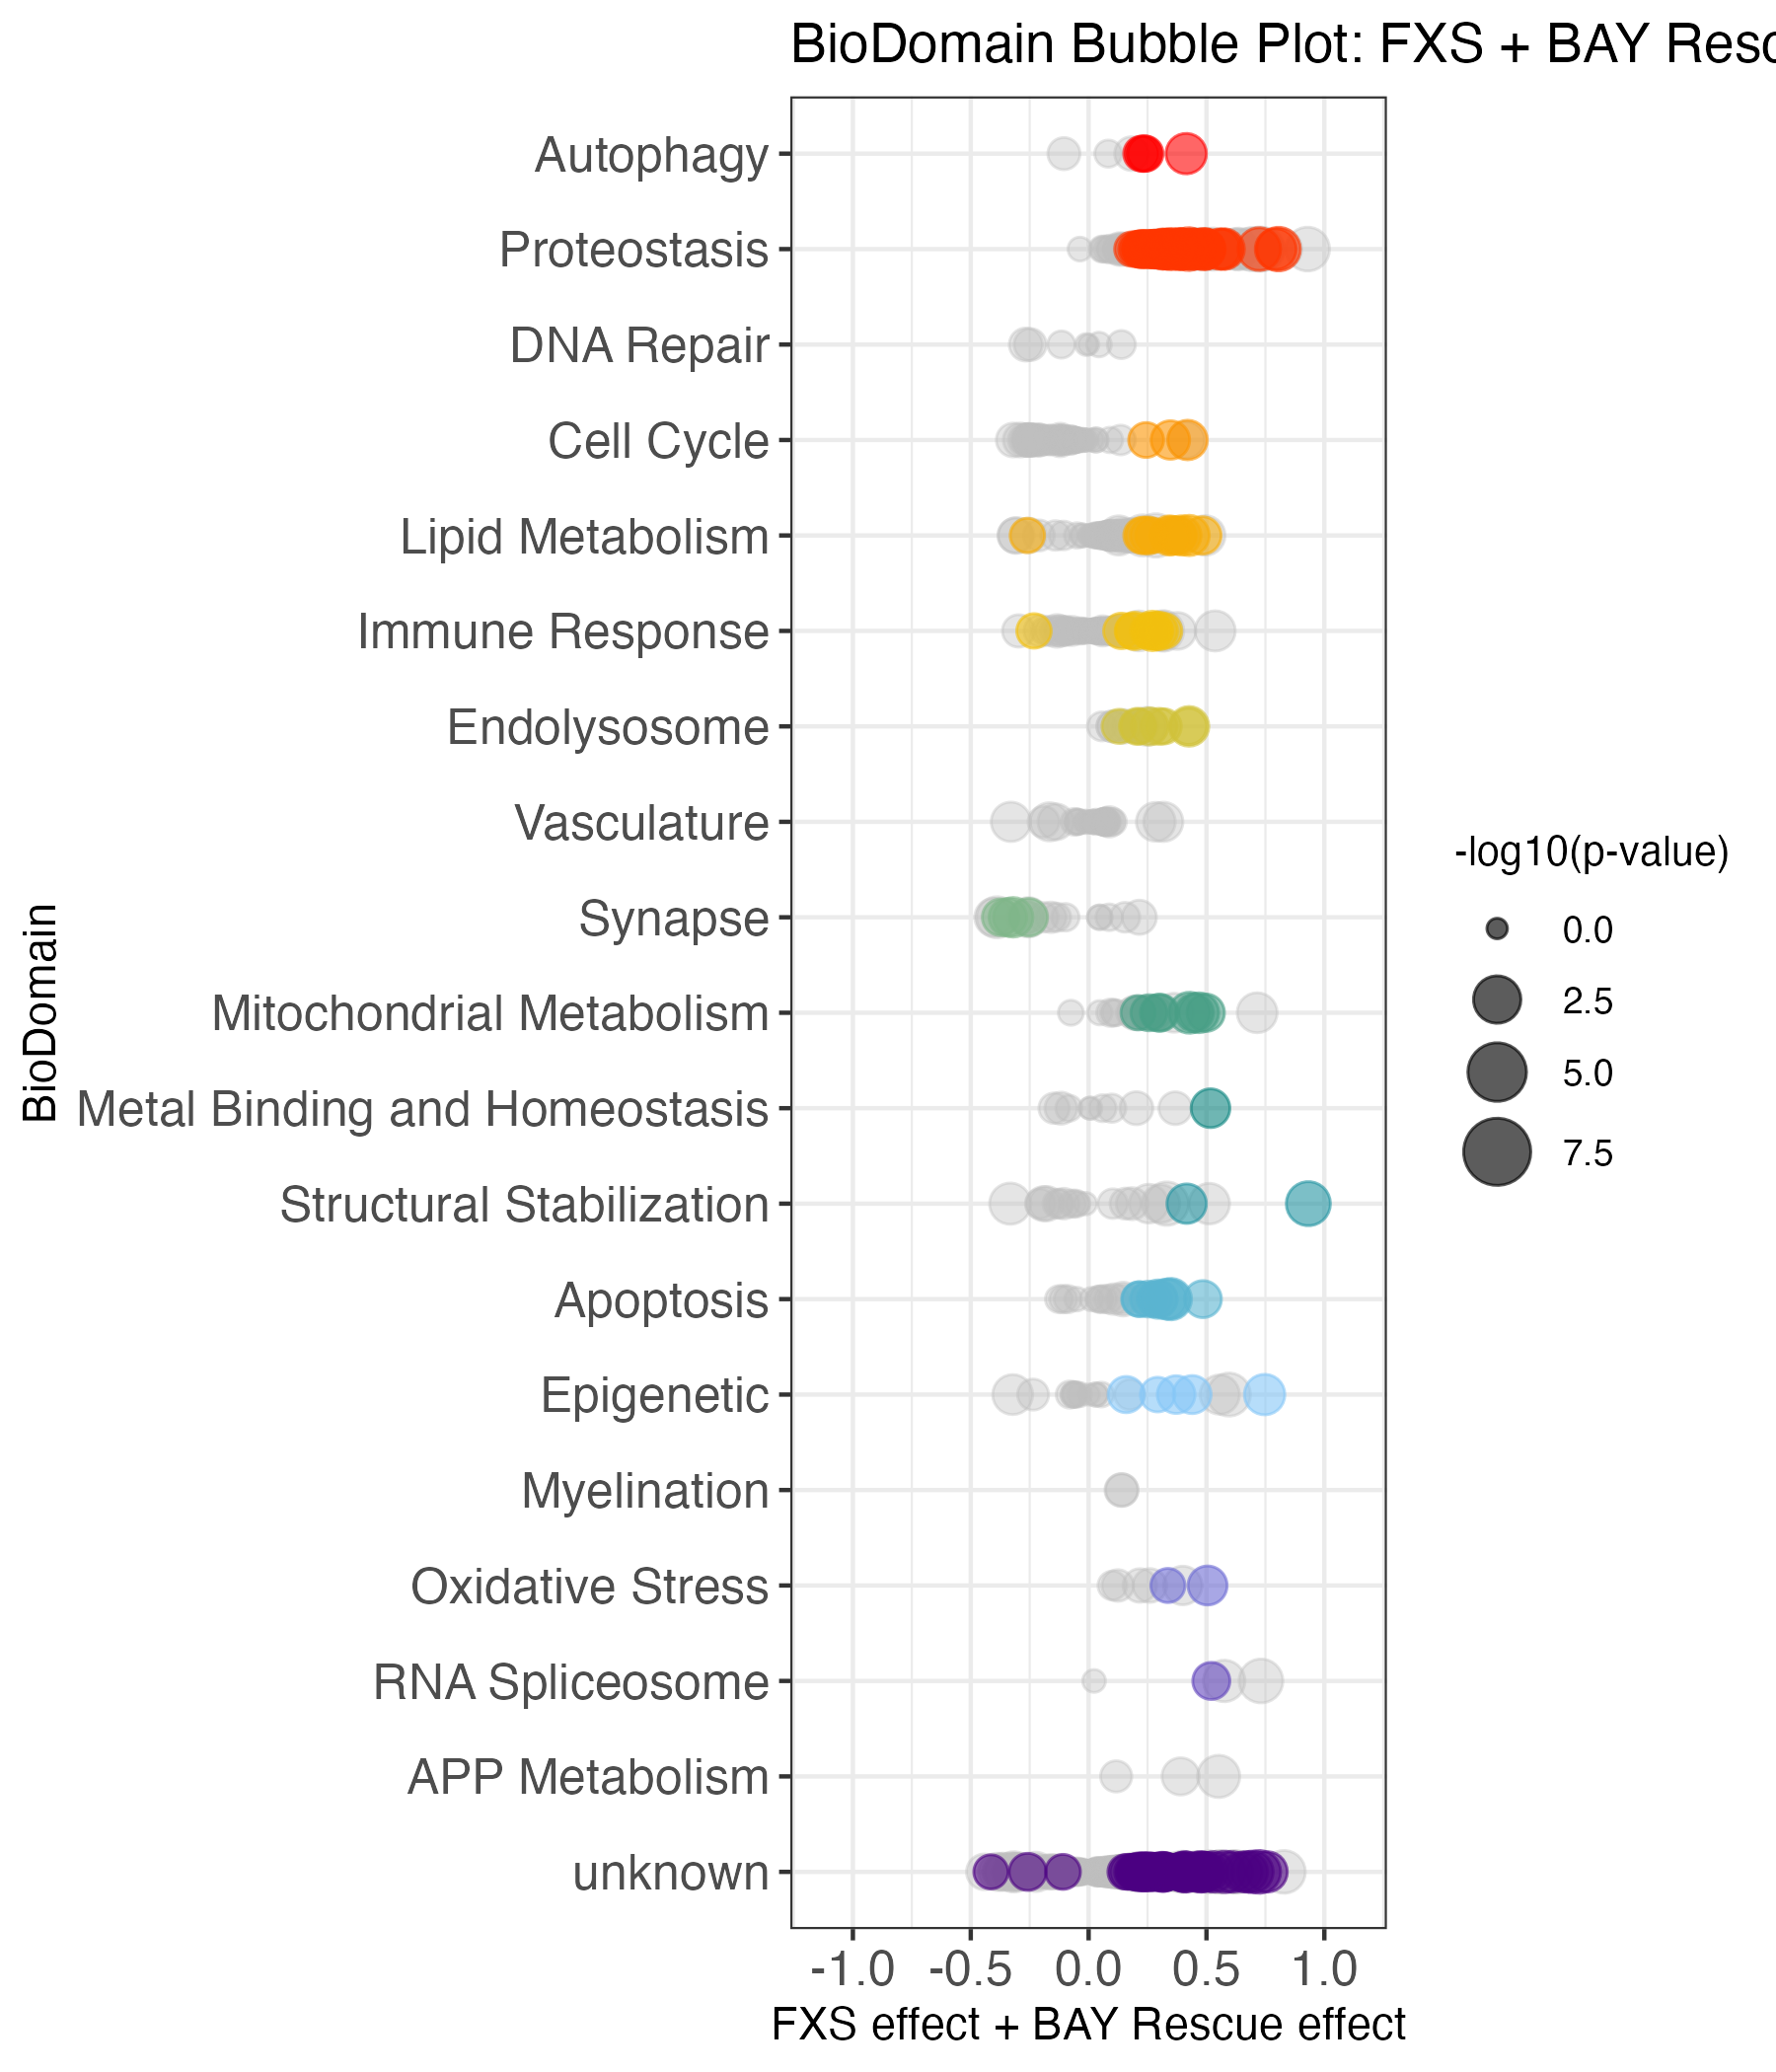 BioDomain Bubble Plot: FXS + BAY Resc
Autophagy
Proteostasis
DNA Repair
Cell Cycle
Lipid Metabolism
Immune Response
Endolysosome
Vasculature
Synapse
Mitochondrial Metabolism
Metal Binding and Homeostasis
Structural Stabilization
Apoptosis
Epigenetic
Myelination
Oxidative Stress
RNA Spliceosome
APP Metabolism
unknown
BioDomain
-1.0 -0.5 0.0 0.5 1.0
FXS effect + BAY Rescue effect
-log10(p-value)
0.0
2.5
5.0
7.5